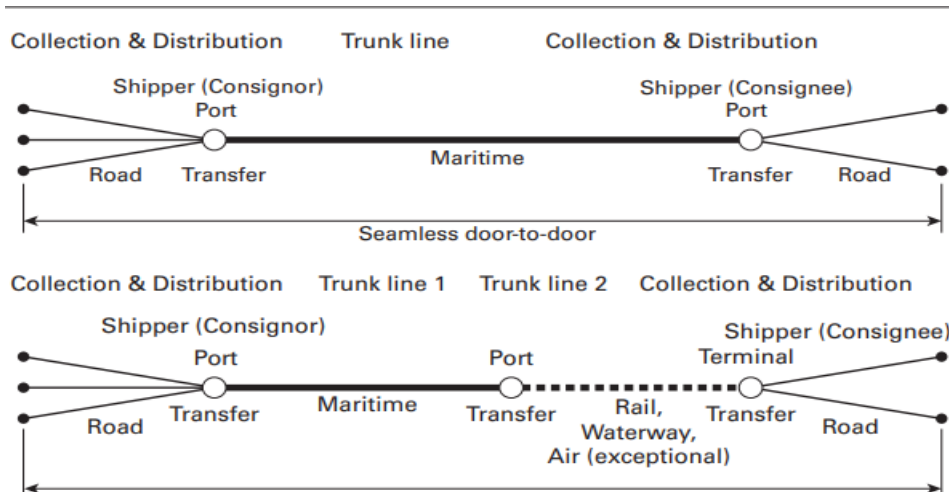 Collection & Distribution Trunk line Collection & Distribution
Shipper (Consignor) Shipper (Consignee)
Port Port
Maritime
Road Transfer Transfer Road
Seamless door-to-door
Collection & Distribution Trunk line 1 Trunk line 2 Collection & Distribution
Shipper (Consignor) Shipper (Consignee)
Port Port Terminal
Maritime Rail,
Road Transfer Transfer Waterway, Transfer Road
Air (exceptional)